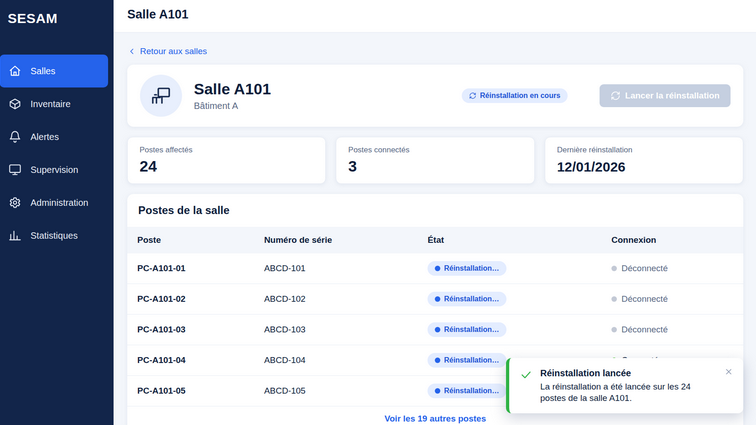 SESAM
Salle A101
Salles
Inventaire
Alertes
Supervision
Administration
Statistiques
Retour aux salles
Salle A101
Bâtiment A
Réinstallation en cours
Lancer la réinstallation
Postes affectés
24
Postes connectés
3
Dernière réinstallation
12/01/2026
Postes de la salle
Poste Numéro de série État Connexion
PC-A101-01 ABCD-101 Réinstallation… Déconnecté
PC-A101-02 ABCD-102 Réinstallation… Déconnecté
PC-A101-03 ABCD-103 Réinstallation… Déconnecté
PC-A101-04 ABCD-104 Réinstallation…
PC-A101-05 ABCD-105 Réinstallation…
Voir les 19 autres postes
Réinstallation lancée
La réinstallation a été lancée sur les 24
postes de la salle A101.